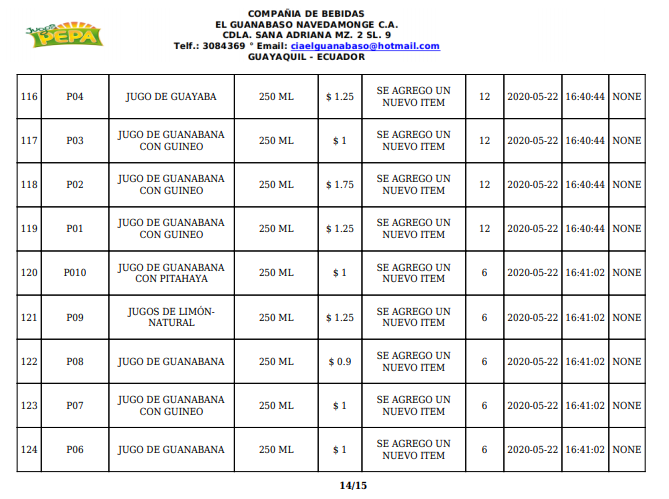 Jugos
PEPA
COMPAÑIA DE BEBIDAS
EL GUANABASO NAVEDAMONGE C.A.
CDLA. SANA ADRIANA MZ. 2 SL. 9
Telf.: 3084369 ° Email: ciaelguanabaso@hotmail.com
GUAYAQUIL - ECUADOR
116 P04 JUGO DE GUAYABA 250 ML $ 1.25 SE AGREGO UN NUEVO ITEM 12 2020-05-22 16:40:44 NONE
117 P03 JUGO DE GUANABANA CON GUINEO 250 ML $ 1 SE AGREGO UN NUEVO ITEM 12 2020-05-22 16:40:44 NONE
118 P02 JUGO DE GUANABANA CON GUINEO 250 ML $ 1.75 SE AGREGO UN NUEVO ITEM 12 2020-05-22 16:40:44 NONE
119 P01 JUGO DE GUANABANA CON GUINEO 250 ML $ 1.25 SE AGREGO UN NUEVO ITEM 12 2020-05-22 16:40:44 NONE
120 P010 JUGO DE GUANABANA CON PITAHAYA 250 ML $ 1 SE AGREGO UN NUEVO ITEM 6 2020-05-22 16:41:02 NONE
121 P09 JUGOS DE LIMÓN-NATURAL 250 ML $ 1.25 SE AGREGO UN NUEVO ITEM 6 2020-05-22 16:41:02 NONE
122 P08 JUGO DE GUANABANA 250 ML $ 0.9 SE AGREGO UN NUEVO ITEM 6 2020-05-22 16:41:02 NONE
123 P07 JUGO DE GUANABANA CON GUINEO 250 ML $ 1 SE AGREGO UN NUEVO ITEM 6 2020-05-22 16:41:02 NONE
124 P06 JUGO DE GUANABANA 250 ML $ 1 SE AGREGO UN NUEVO ITEM 6 2020-05-22 16:41:02 NONE
14/15